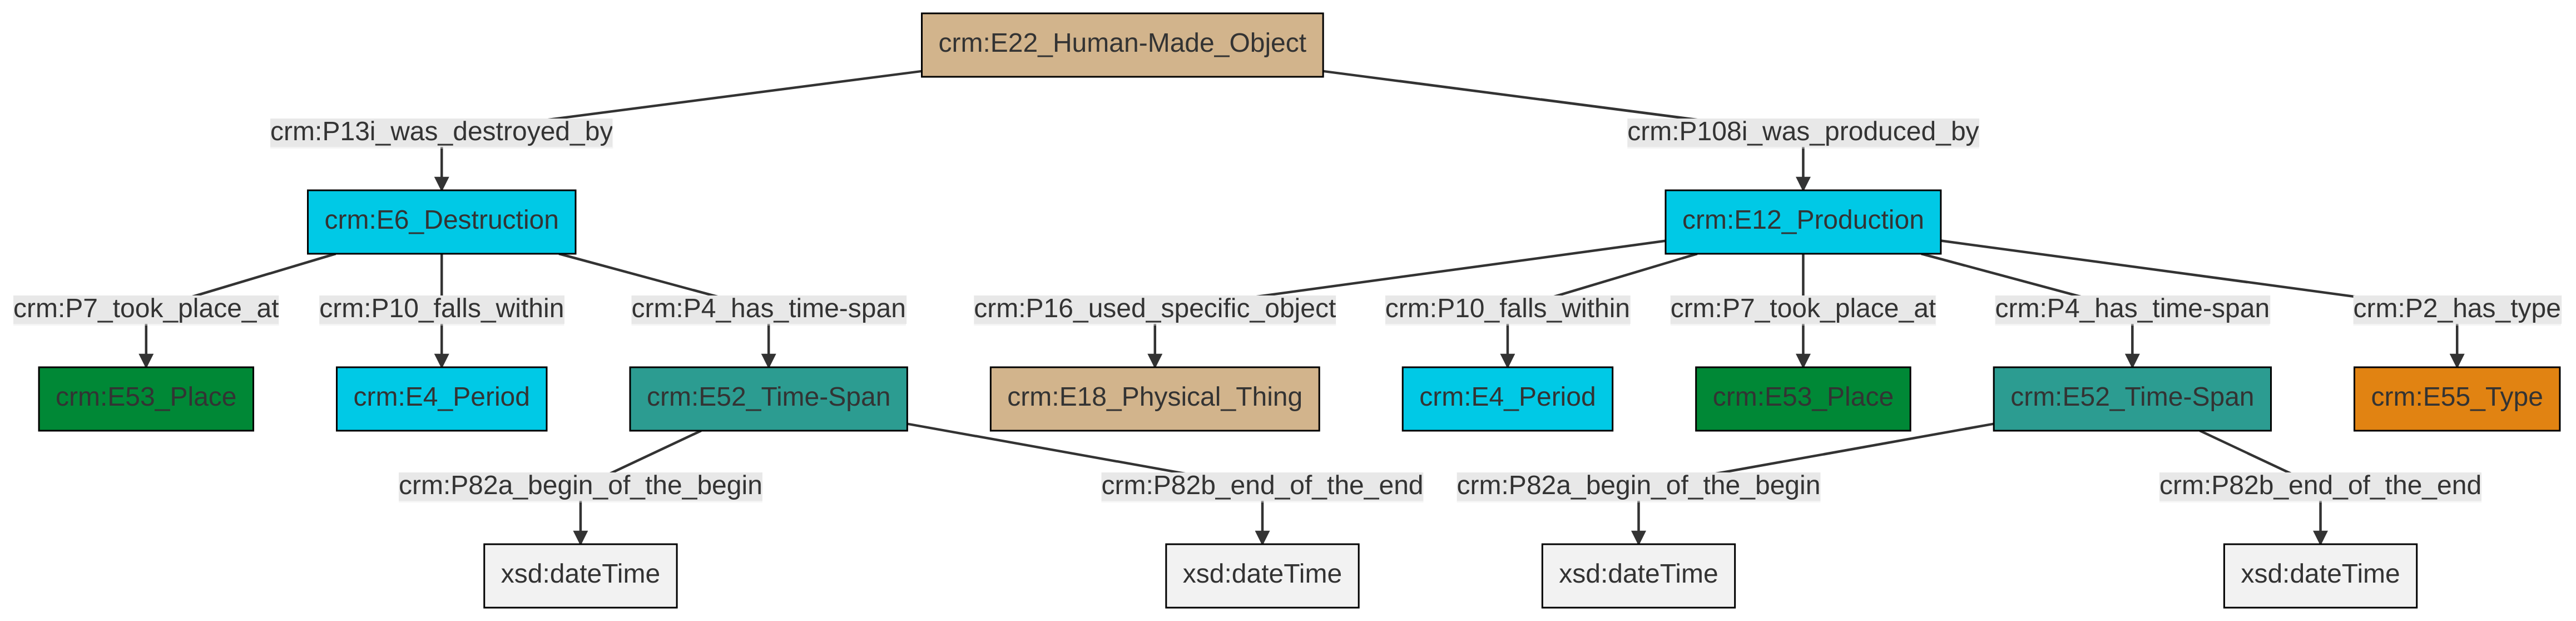 crm:E22_Human-Made_Object
crm:P13i_was_destroyed_by
crm:P108i_was_produced_by
crm:E6_Destruction
crm:E12_Production
crm:P7_took_place_at
crm:P10_falls_within
crm:P4_has_time-span
crm:P16_used_specific_object
crm:P10_falls_within
crm:P7_took_place_at
crm:P4_has_time-span
crm:P2_has_type
crm:E53_Place
crm:E4_Period
crm:E52_Time-Span
crm:E18_Physical_Thing
crm:E4_Period
crm:E53_Place
crm:E52_Time-Span
crm:E55_Type
crm:P82a_begin_of_the_begin
crm:P82b_end_of_the_end
crm:P82a_begin_of_the_begin
crm:P82b_end_of_the_end
xsd:dateTime
xsd:dateTime
xsd:dateTime
xsd:dateTime